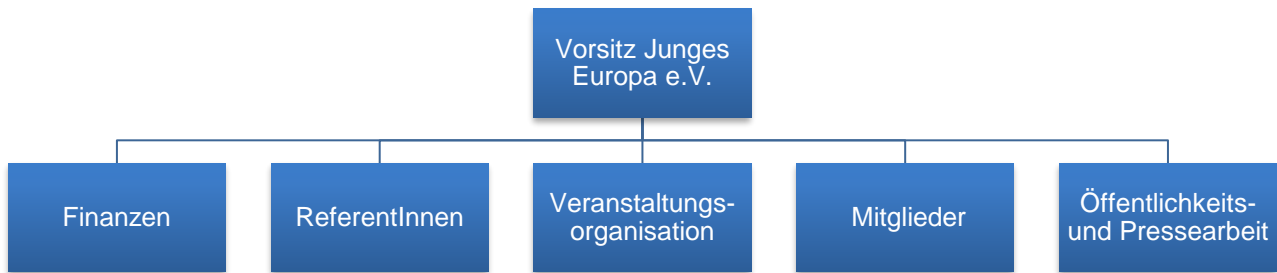 Vorsitz Junges
Europa e.V.
Finanzen
ReferentInnen
Veranstaltungs-
organisation
Mitglieder
Öffentlichkeits-
und Pressearbeit